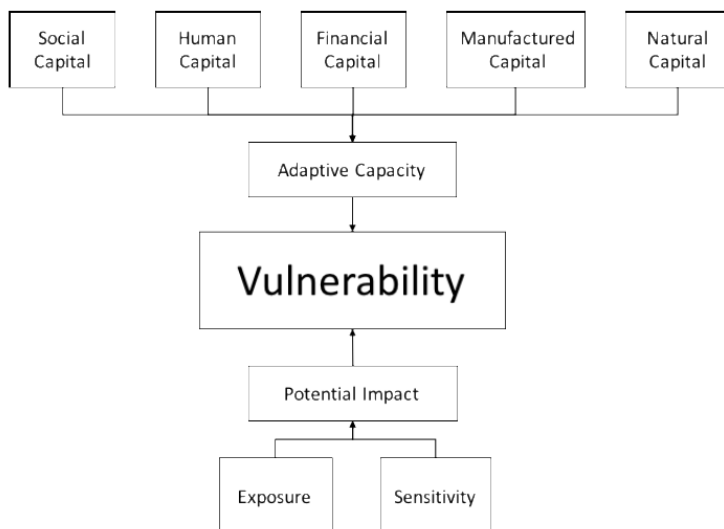 Social
Capital
Human
Capital
Financial
Capital
Manufactured
Capital
Natural
Capital
Adaptive Capacity
Vulnerability
Potential Impact
Exposure
Sensitivity